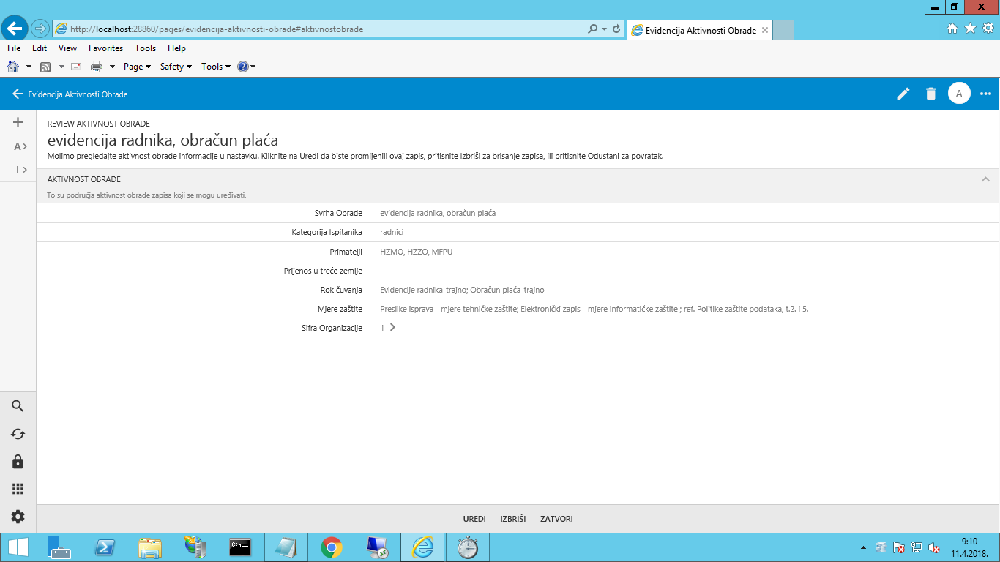 http://localhost:28860/pages/evidencija-aktivnosti-obrade#aktivnostobrade
Evidencija Aktivnosti Obrade
File Edit View Favorites Tools Help
Page Safety Tools
Evidencija Aktivnosti Obrade
A
REVIEW AKTIVNOST OBRADE
A
evidencija radnika, obračun plaća
Molimo pregledajte aktivnost obrade informacije u nastavku. Kliknite na Uredi da biste promijenili ovaj zapis, pritisnite Izbriši za brisanje zapisa, ili pritisnite Odustani za povratak.
I
AKTIVNOST OBRADE
To su područja aktivnost obrade zapisa koji se mogu uređivati.
Svrha Obrade evidencija radnika, obračun plaća
Kategorija Ispitanika radnici
Primatelji HZMO, HZZO, MFPU
Prijenos u treće zemlje
Rok čuvanja Evidencije radnika-trajno; Obračun plaća-trajno
Mjere zaštite Preslike isprava - mjere tehničke zaštite; Elektronički zapis - mjere informatičke zaštite ; ref. Politike zaštite podataka, t.2. i 5.
Sifra Organizacije 1
UREDI IZBRIŠI ZATVORI
C:\_
9:10
11.4.2018.